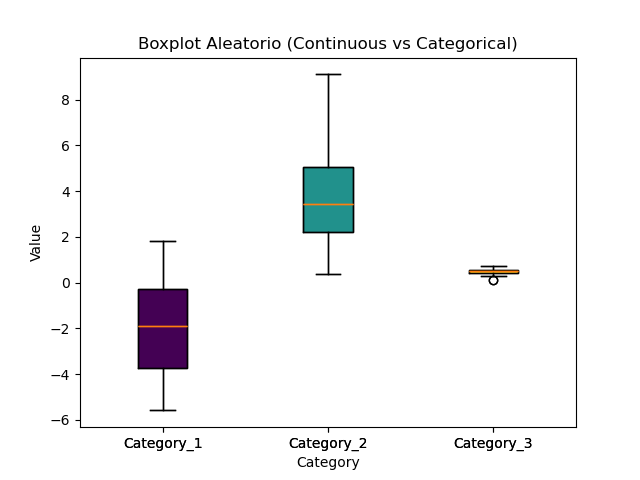 Boxplot Aleatorio (Continuous vs Categorical)
8
6
4
2
0
−2
−4
−6
Value
Category_1 Category_2 Category_3
Category